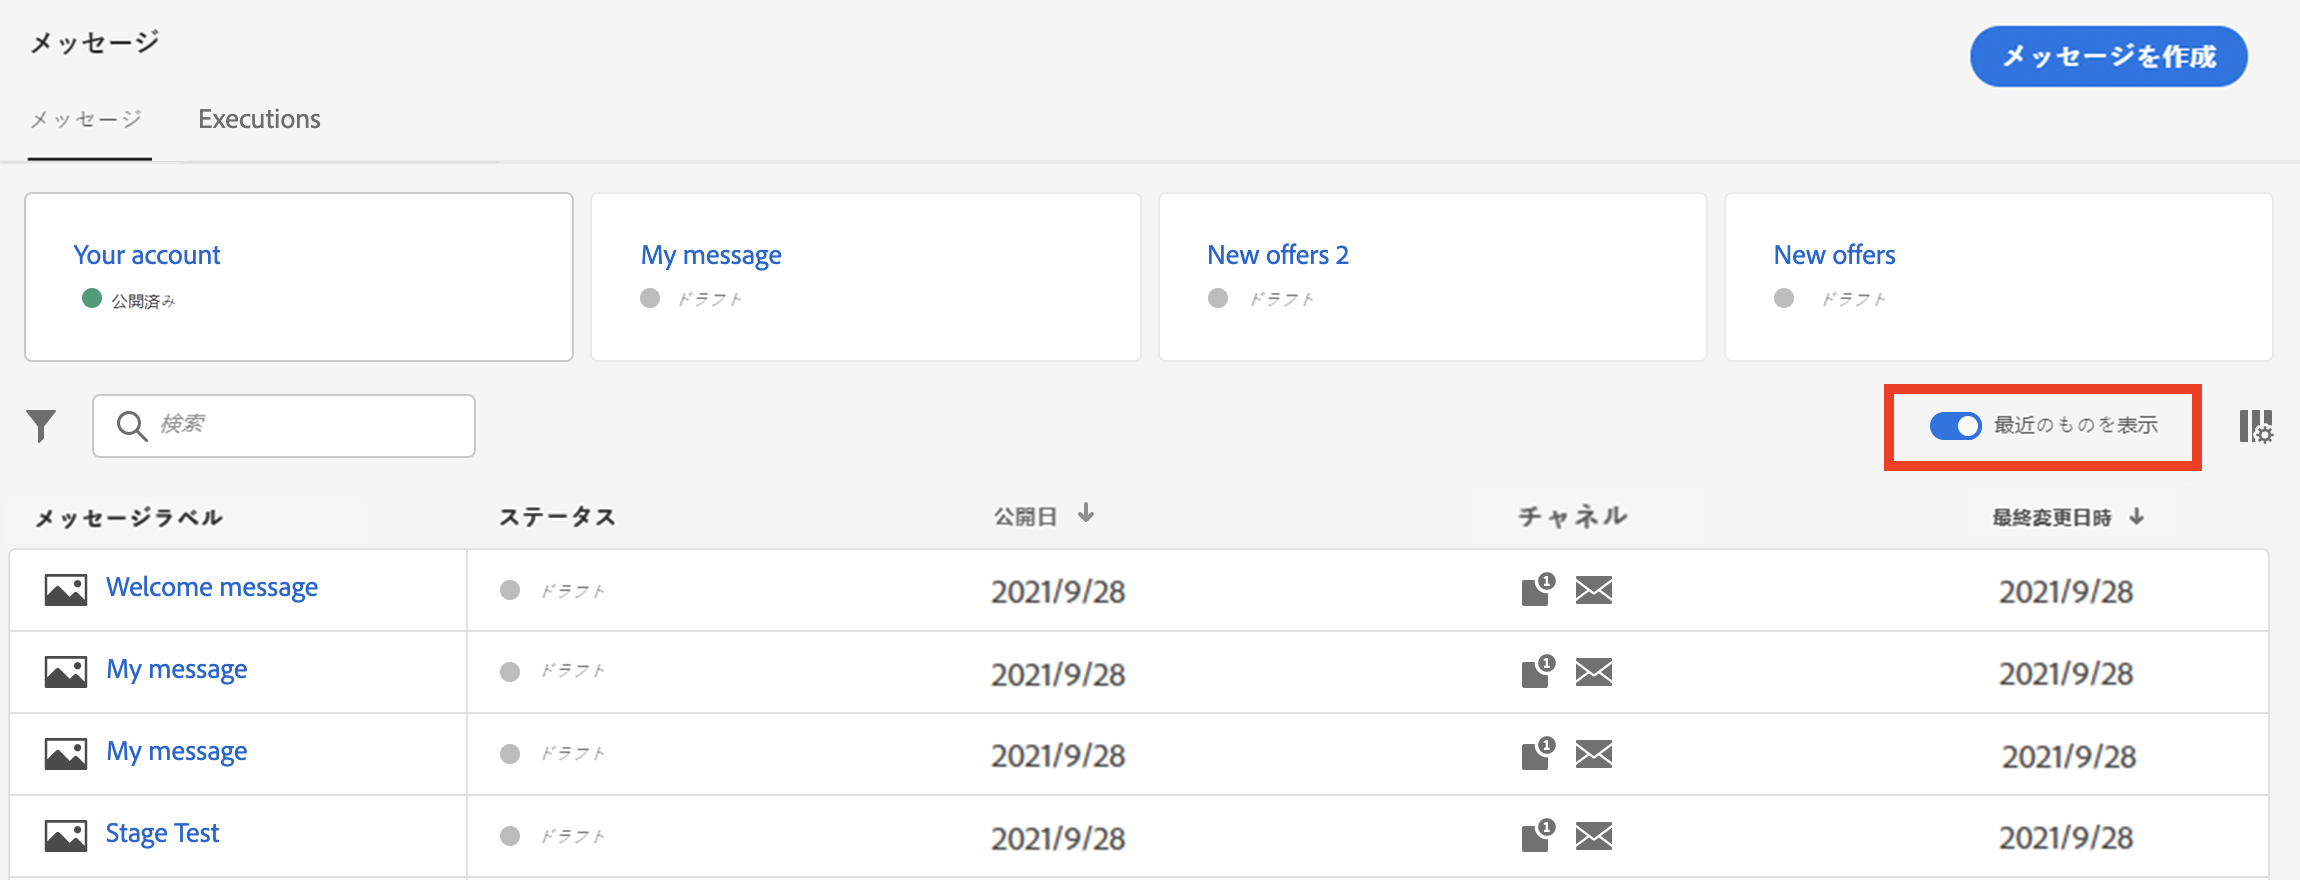 メッセージ
メッセージを作成
メッセージ Executions
Your account
公開済み
My message
ドラフト
New offers 2
ドラフト
New offers
ドラフト
検索
最近のものを表示
メッセージラベル ステータス 公開日 チャネル 最終変更日時
Welcome message ドラフト 2021/9/28 1 2021/9/28
My message ドラフト 2021/9/28 1 2021/9/28
My message ドラフト 2021/9/28 1 2021/9/28
Stage Test ドラフト 2021/9/28 1 2021/9/28